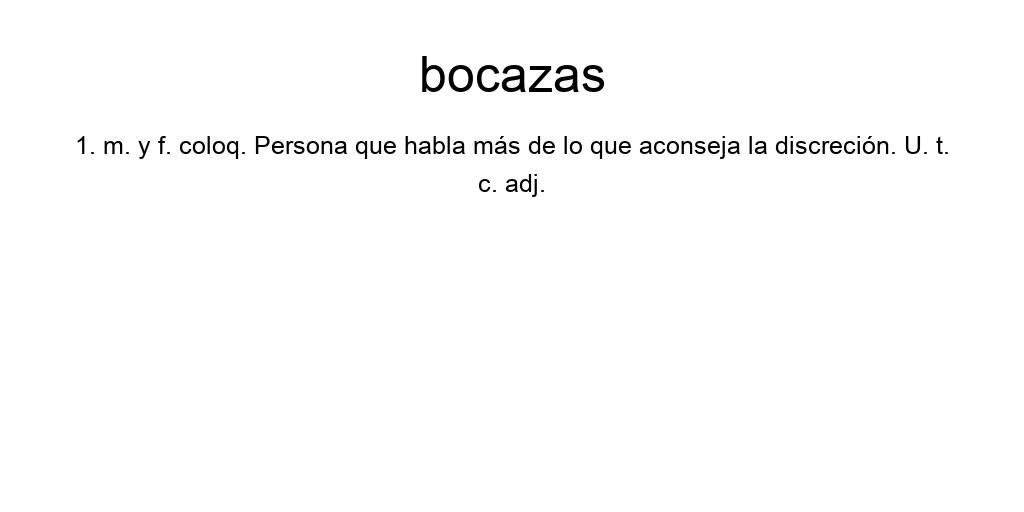 bocazas
1. m. y f. coloq. Persona que habla más de lo que aconseja la discreción. U. t.
c. adj.